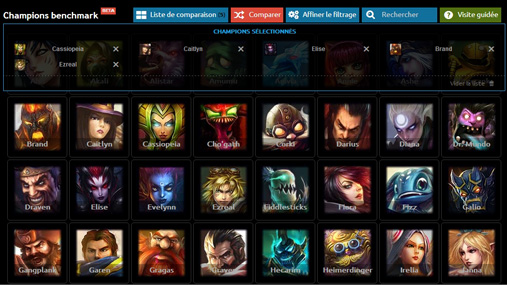 Champions benchmark BETA
Liste de comparaison
Comparer
Affiner le filtrage
Rechercher
Visite guidée
CHAMPIONS SÉLECTIONNÉS
Cassiopeia
Caitlyn
Elise
Brand
Ezreal
Vider la liste
Brand Caitlyn Cassiopeia Cho'gath Corki Darius Diana Dr. Mundo
Draven Elise Evelynn Ezreal Fiddlesticks Fiora Fizz Galio
Gangplank Garen Gragas Graves Hecarim Heimerdinger Irelia Janna